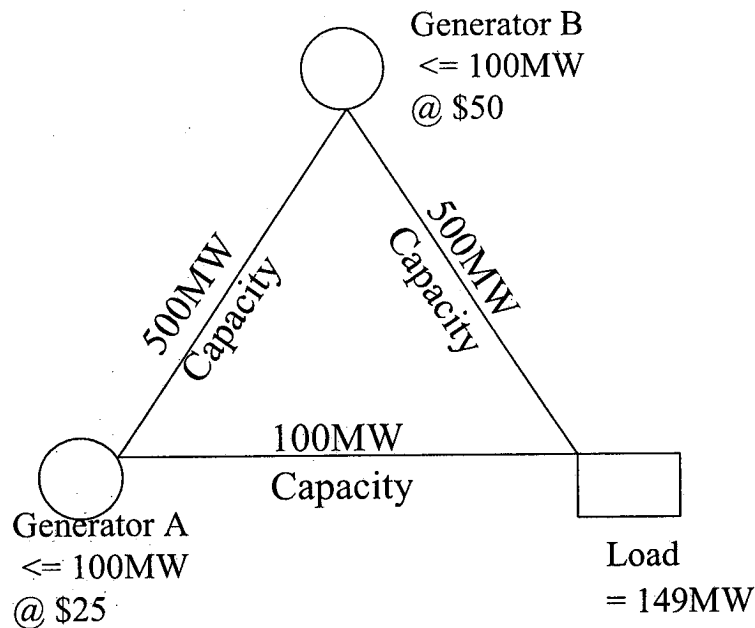 Generator B
<= 100MW
@ $50
500MW
Capacity
500MW
Capacity
100MW
Capacity
Generator A
<= 100MW
@ $25
Load
= 149MW